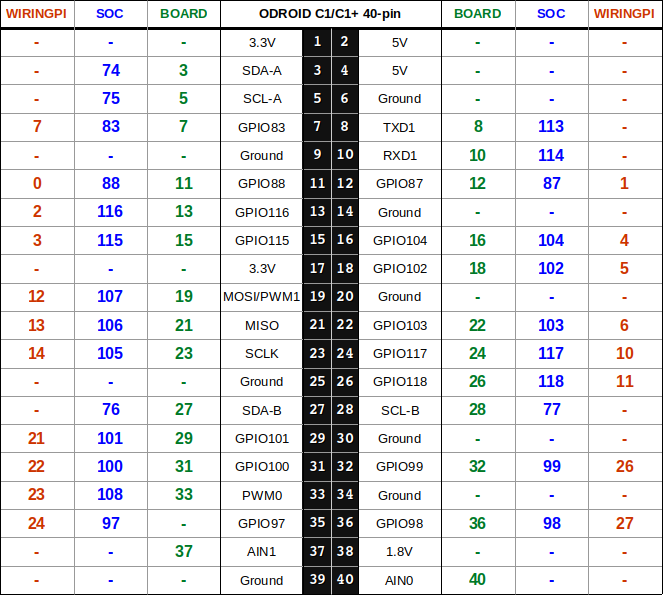 WIRINGPI SOC BOARD ODROID C1/C1+ 40-pin BOARD SOC WIRINGPI
- - - 3.3V 1 2 5V - - -
- 74 3 SDA-A 3 4 5V - - -
- 75 5 SCL-A 5 6 Ground - - -
7 83 7 GPIO83 7 8 TXD1 8 113 -
- - - Ground 9 10 RXD1 10 114 -
0 88 11 GPIO88 11 12 GPIO87 12 87 1
2 116 13 GPIO116 13 14 Ground - - -
3 115 15 GPIO115 15 16 GPIO104 16 104 4
- - - 3.3V 17 18 GPIO102 18 102 5
12 107 19 MOSI/PWM1 19 20 Ground - - -
13 106 21 MISO 21 22 GPIO103 22 103 6
14 105 23 SCLK 23 24 GPIO117 24 117 10
- - - Ground 25 26 GPIO118 26 118 11
- 76 27 SDA-B 27 28 SCL-B 28 77 -
21 101 29 GPIO101 29 30 Ground - - -
22 100 31 GPIO100 31 32 GPIO99 32 99 26
23 108 33 PWM0 33 34 Ground - - -
24 97 - GPIO97 35 36 GPIO98 36 98 27
- - 37 AIN1 37 38 1.8V - - -
- - - Ground 39 40 AIN0 40 - -